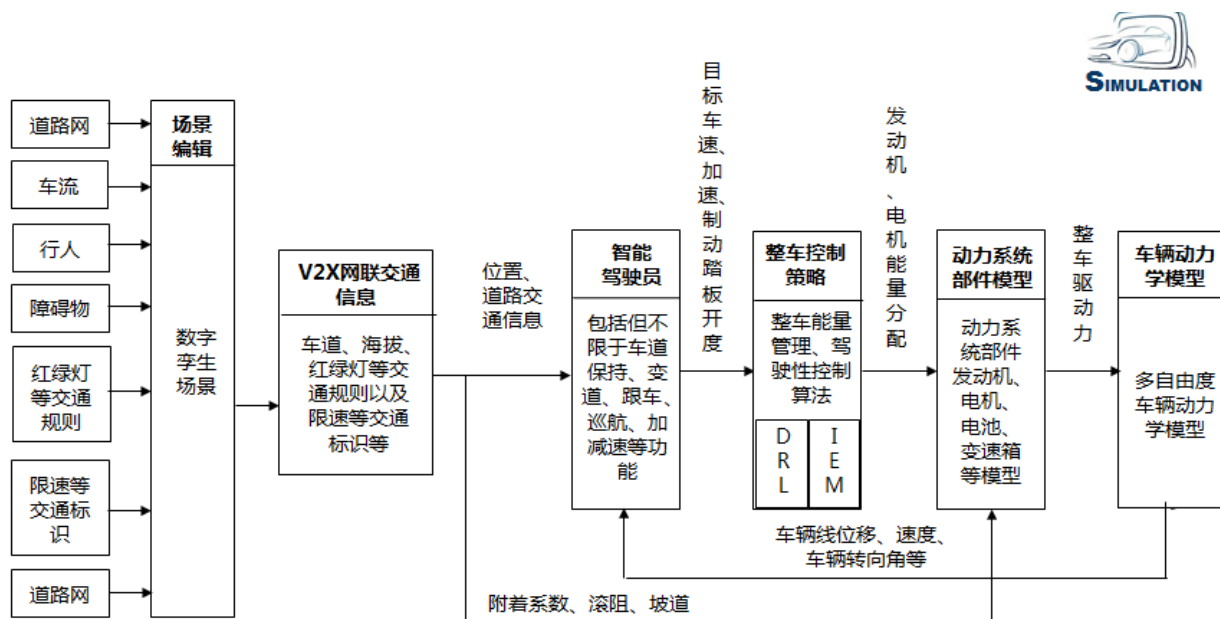 SIMULATION
道路网
车流
行人
障碍物
红绿灯
等交通
规则
限速等
交通标
识
道路网
场景
编辑
数字
孪生
场景
V2X网联交通
信息
车道、海拔、
红绿灯等交
通规则以及
限速等交通
标识等
位置、
道路交
通信息
智能
驾驶员
包括但不
限于车道
保持、变
道、跟车、
巡航、加
减速等功
能
目标车速、加速、制动踏板开度
整车控制
策略
整车能量
管理、驾
驶性控制
算法
DRL
IEM
发动机、电机能量分配
动力系统
部件模型
动力系
统部件
发动机、
电机、
电池、
变速箱
等模型
整车驱动力
车辆动力
学模型
多自由度
车辆动力
学模型
车辆线位移、速度、
车辆转向角等
附着系数、滚阻、坡道